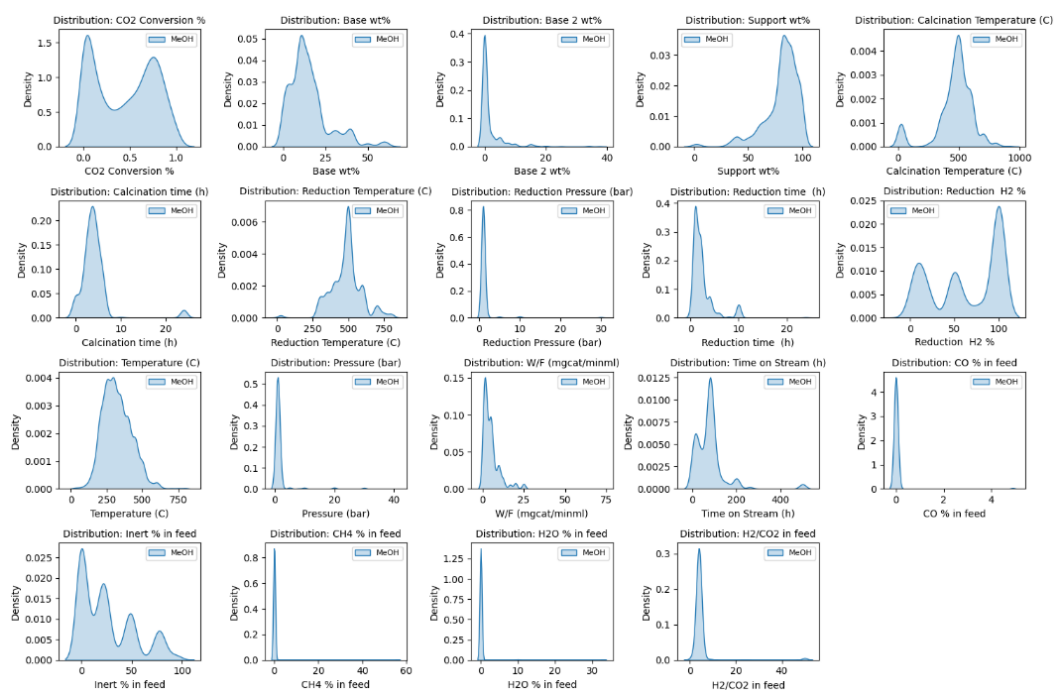 Distribution: CO2 Conversion %
Distribution: Base wt%
Distribution: Base 2 wt%
Distribution: Support wt%
Distribution: Calcination Temperature (C)
MeOH
MeOH
MeOH
MeOH
MeOH
Density
Density
Density
Density
Density
1.5
1.0
0.5
0.0
0.05
0.04
0.03
0.02
0.01
0.00
0.4
0.3
0.2
0.1
0.0
0.03
0.02
0.01
0.00
0.004
0.003
0.002
0.001
0.000
0.0 0.5 1.0
0 50
0 20 40
0 50 100
0 500 1000
CO2 Conversion %
Base wt%
Base 2 wt%
Support wt%
Calcination Temperature (C)
Distribution: Calcination time (h)
Distribution: Reduction Temperature (C)
Distribution: Reduction Pressure (bar)
Distribution: Reduction time  (h)
Distribution: Reduction  H2 %
MeOH
MeOH
MeOH
MeOH
MeOH
Density
Density
Density
Density
Density
0.20
0.15
0.10
0.05
0.00
0.006
0.004
0.002
0.000
0.8
0.6
0.4
0.2
0.0
0.4
0.3
0.2
0.1
0.0
0.025
0.020
0.015
0.010
0.005
0.000
0 10 20
0 250 500 750
0 10 20 30
0 10 20
0 50 100
Calcination time (h)
Reduction Temperature (C)
Reduction Pressure (bar)
Reduction time  (h)
Reduction  H2 %
Distribution: Temperature (C)
Distribution: Pressure (bar)
Distribution: W/F (mgcat/minml)
Distribution: Time on Stream (h)
Distribution: CO % in feed
MeOH
MeOH
MeOH
MeOH
MeOH
Density
Density
Density
Density
Density
0.004
0.003
0.002
0.001
0.000
0.5
0.4
0.3
0.2
0.1
0.0
0.15
0.10
0.05
0.00
0.0125
0.0100
0.0075
0.0050
0.0025
0.0000
4
3
2
1
0
0 250 500 750
0 20 40
0 25 50 75
0 200 400
0 2 4
Temperature (C)
Pressure (bar)
W/F (mgcat/minml)
Time on Stream (h)
CO % in feed
Distribution: Inert % in feed
Distribution: CH4 % in feed
Distribution: H2O % in feed
Distribution: H2/CO2 in feed
MeOH
MeOH
MeOH
MeOH
Density
Density
Density
Density
0.025
0.020
0.015
0.010
0.005
0.000
0.8
0.6
0.4
0.2
0.0
1.25
1.00
0.75
0.50
0.25
0.00
0.3
0.2
0.1
0.0
0 50 100
0 20 40 60
0 10 20 30
0 20 40
Inert % in feed
CH4 % in feed
H2O % in feed
H2/CO2 in feed